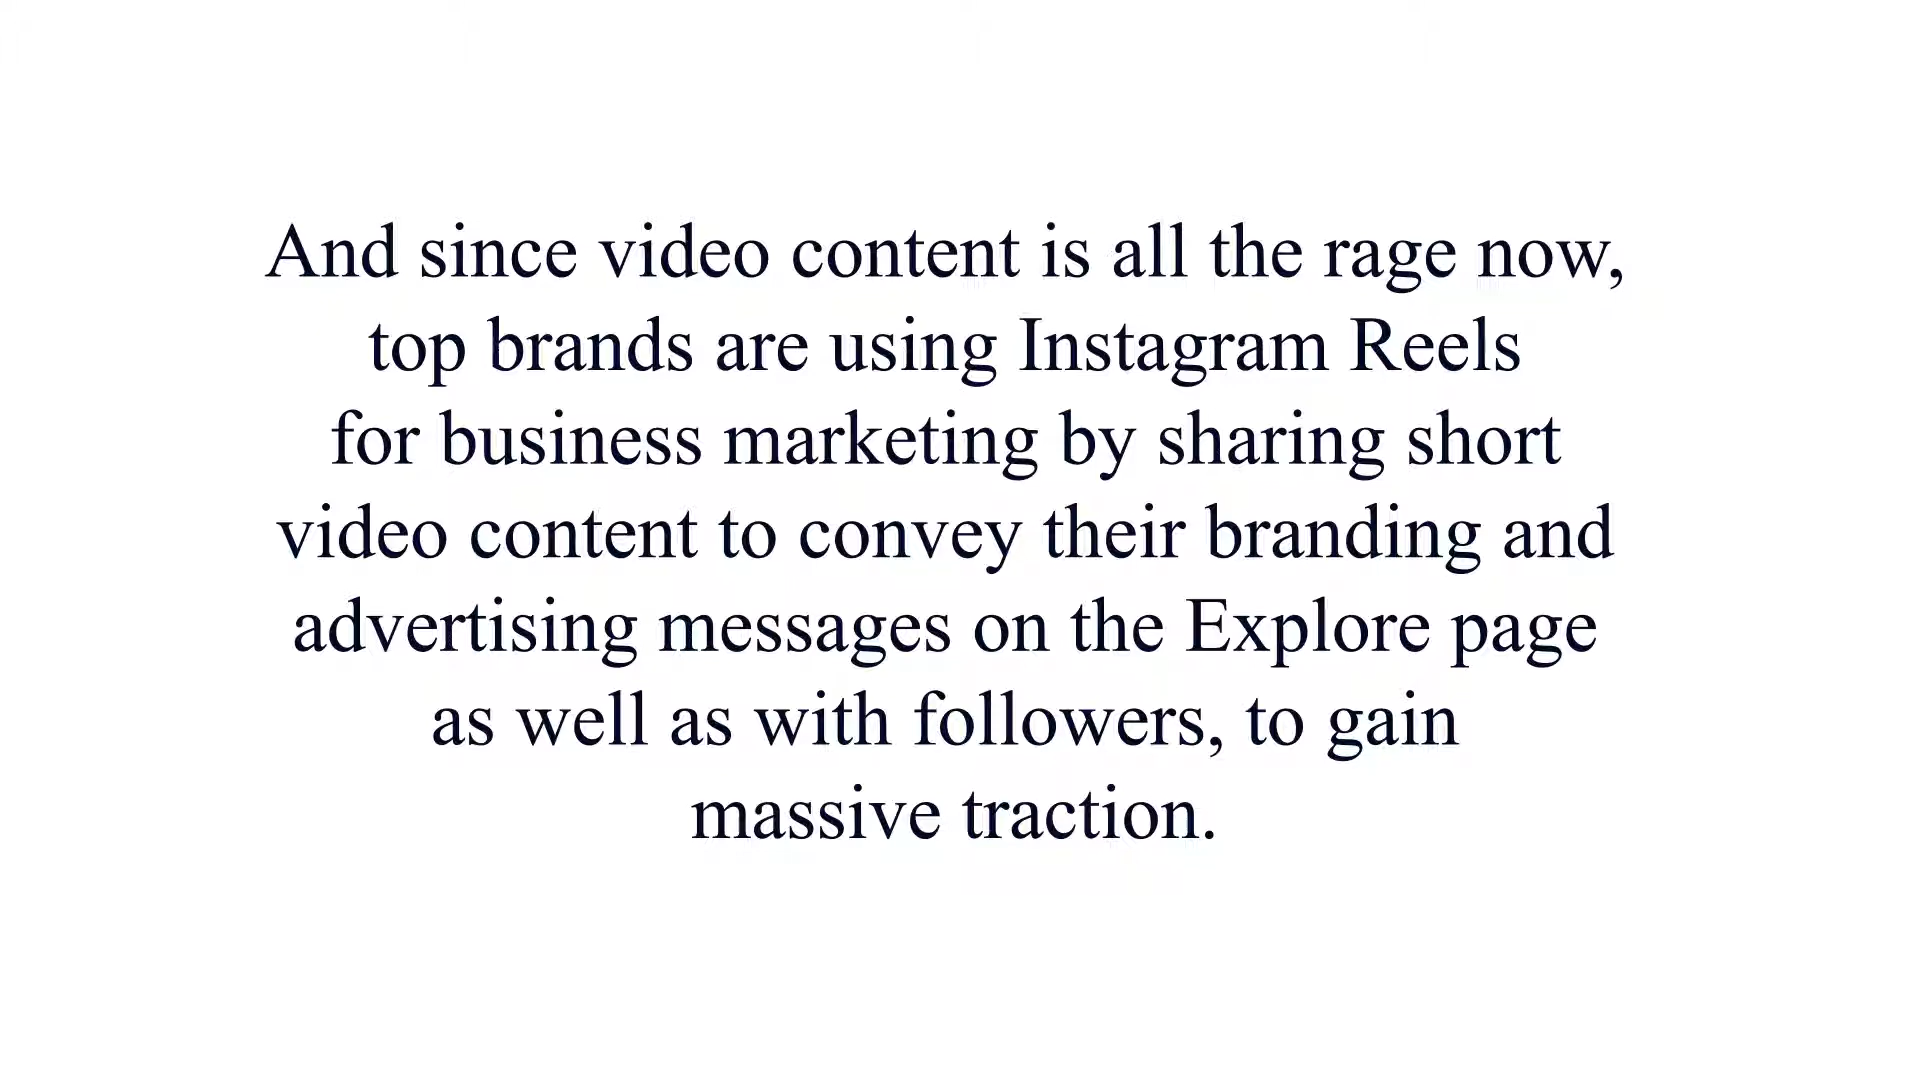 And since video content is all the rage now,
top brands are using Instagram Reels
for business marketing by sharing short
video content to convey their branding and
advertising messages on the Explore page
as well as with followers, to gain
massive traction.